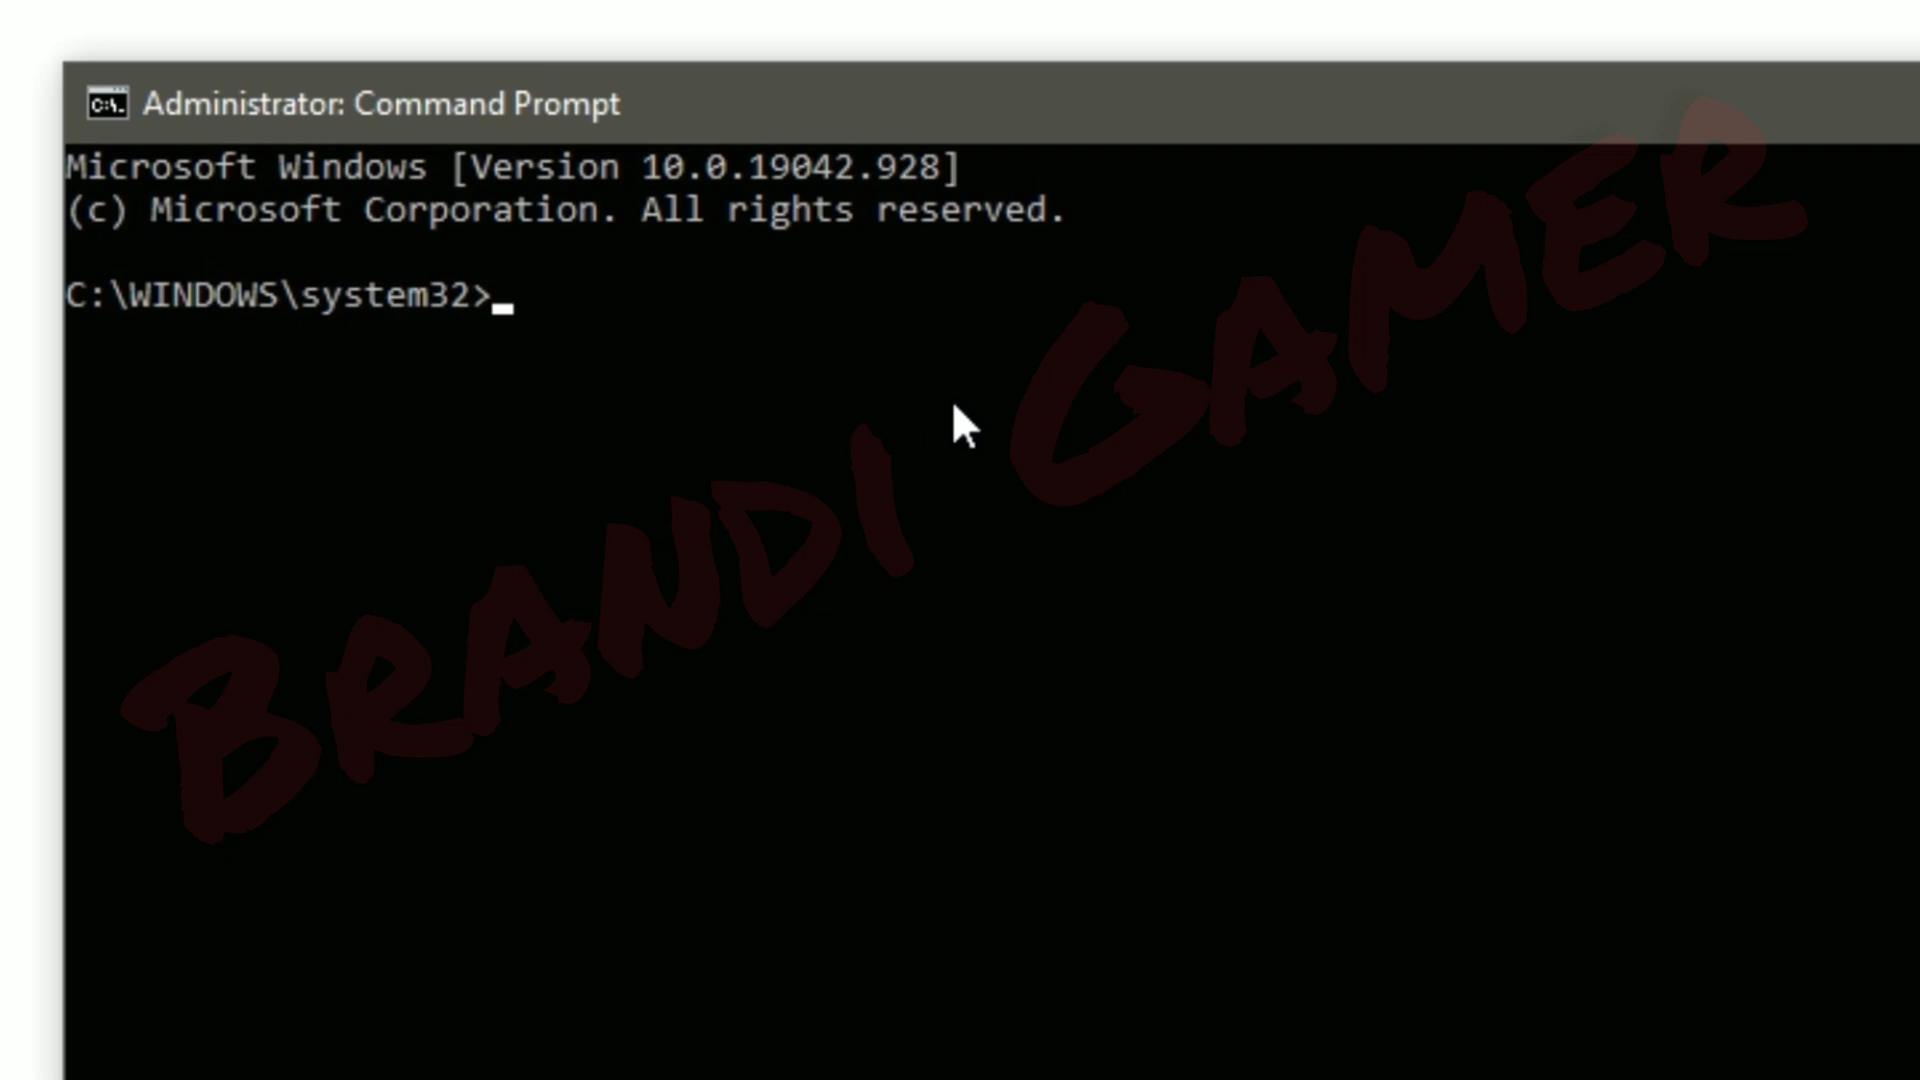 Administrator: Command Prompt
Microsoft Windows [Version 10.0.19042.928]
(c) Microsoft Corporation. All rights reserved.
C:\WINDOWS\system32>
BRANDI GAMER